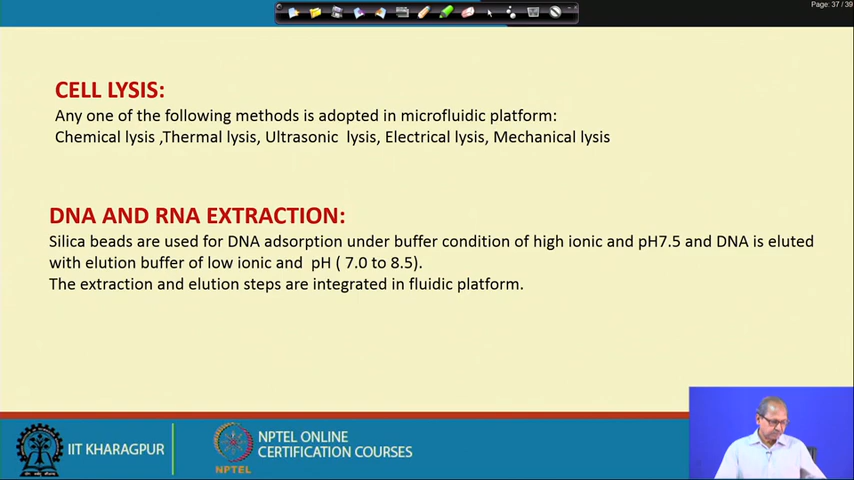 Page: 37 / 39
CELL LYSIS:
Any one of the following methods is adopted in microfluidic platform:
Chemical lysis ,Thermal lysis, Ultrasonic  lysis, Electrical lysis, Mechanical lysis
DNA AND RNA EXTRACTION:
Silica beads are used for DNA adsorption under buffer condition of high ionic and pH7.5 and DNA is eluted
with elution buffer of low ionic and  pH ( 7.0 to 8.5).
The extraction and elution steps are integrated in fluidic platform.
IIT KHARAGPUR
NPTEL
NPTEL ONLINE
CERTIFICATION COURSES